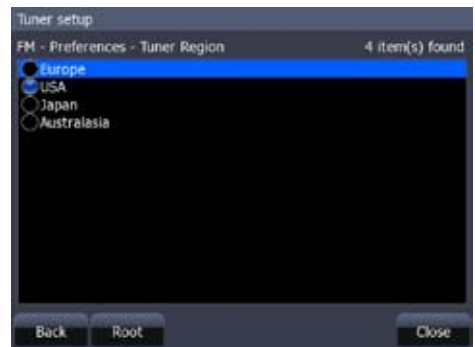 Tuner setup
FM - Preferences - Tuner Region 4 item(s) found
Europe
USA
Japan
Australasia
Back Root Close